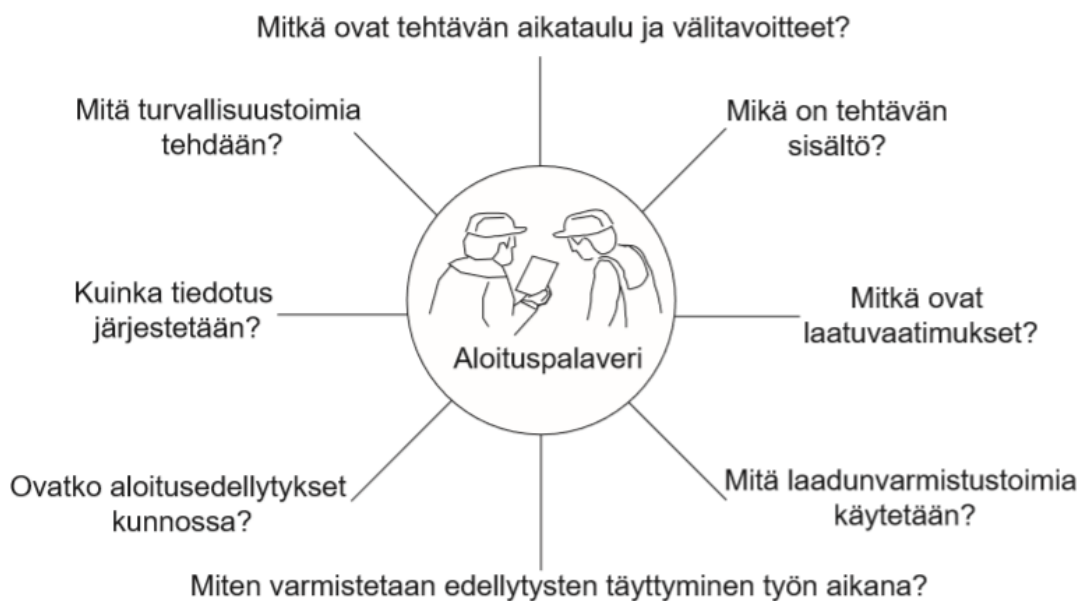 Mitkä ovat tehtävän aikataulu ja välitavoitteet?
Mitä turvallisuustoimia
tehdään?
Mikä on tehtävän
sisältö?
Kuinka tiedotus
järjestetään?
Mitkä ovat
laatuvaatimukset?
Aloituspalaveri
Ovatko aloitusedellytykset
kunnossa?
Mitä laadunvarmistustoimia
käytetään?
Miten varmistetaan edellytysten täyttyminen työn aikana?